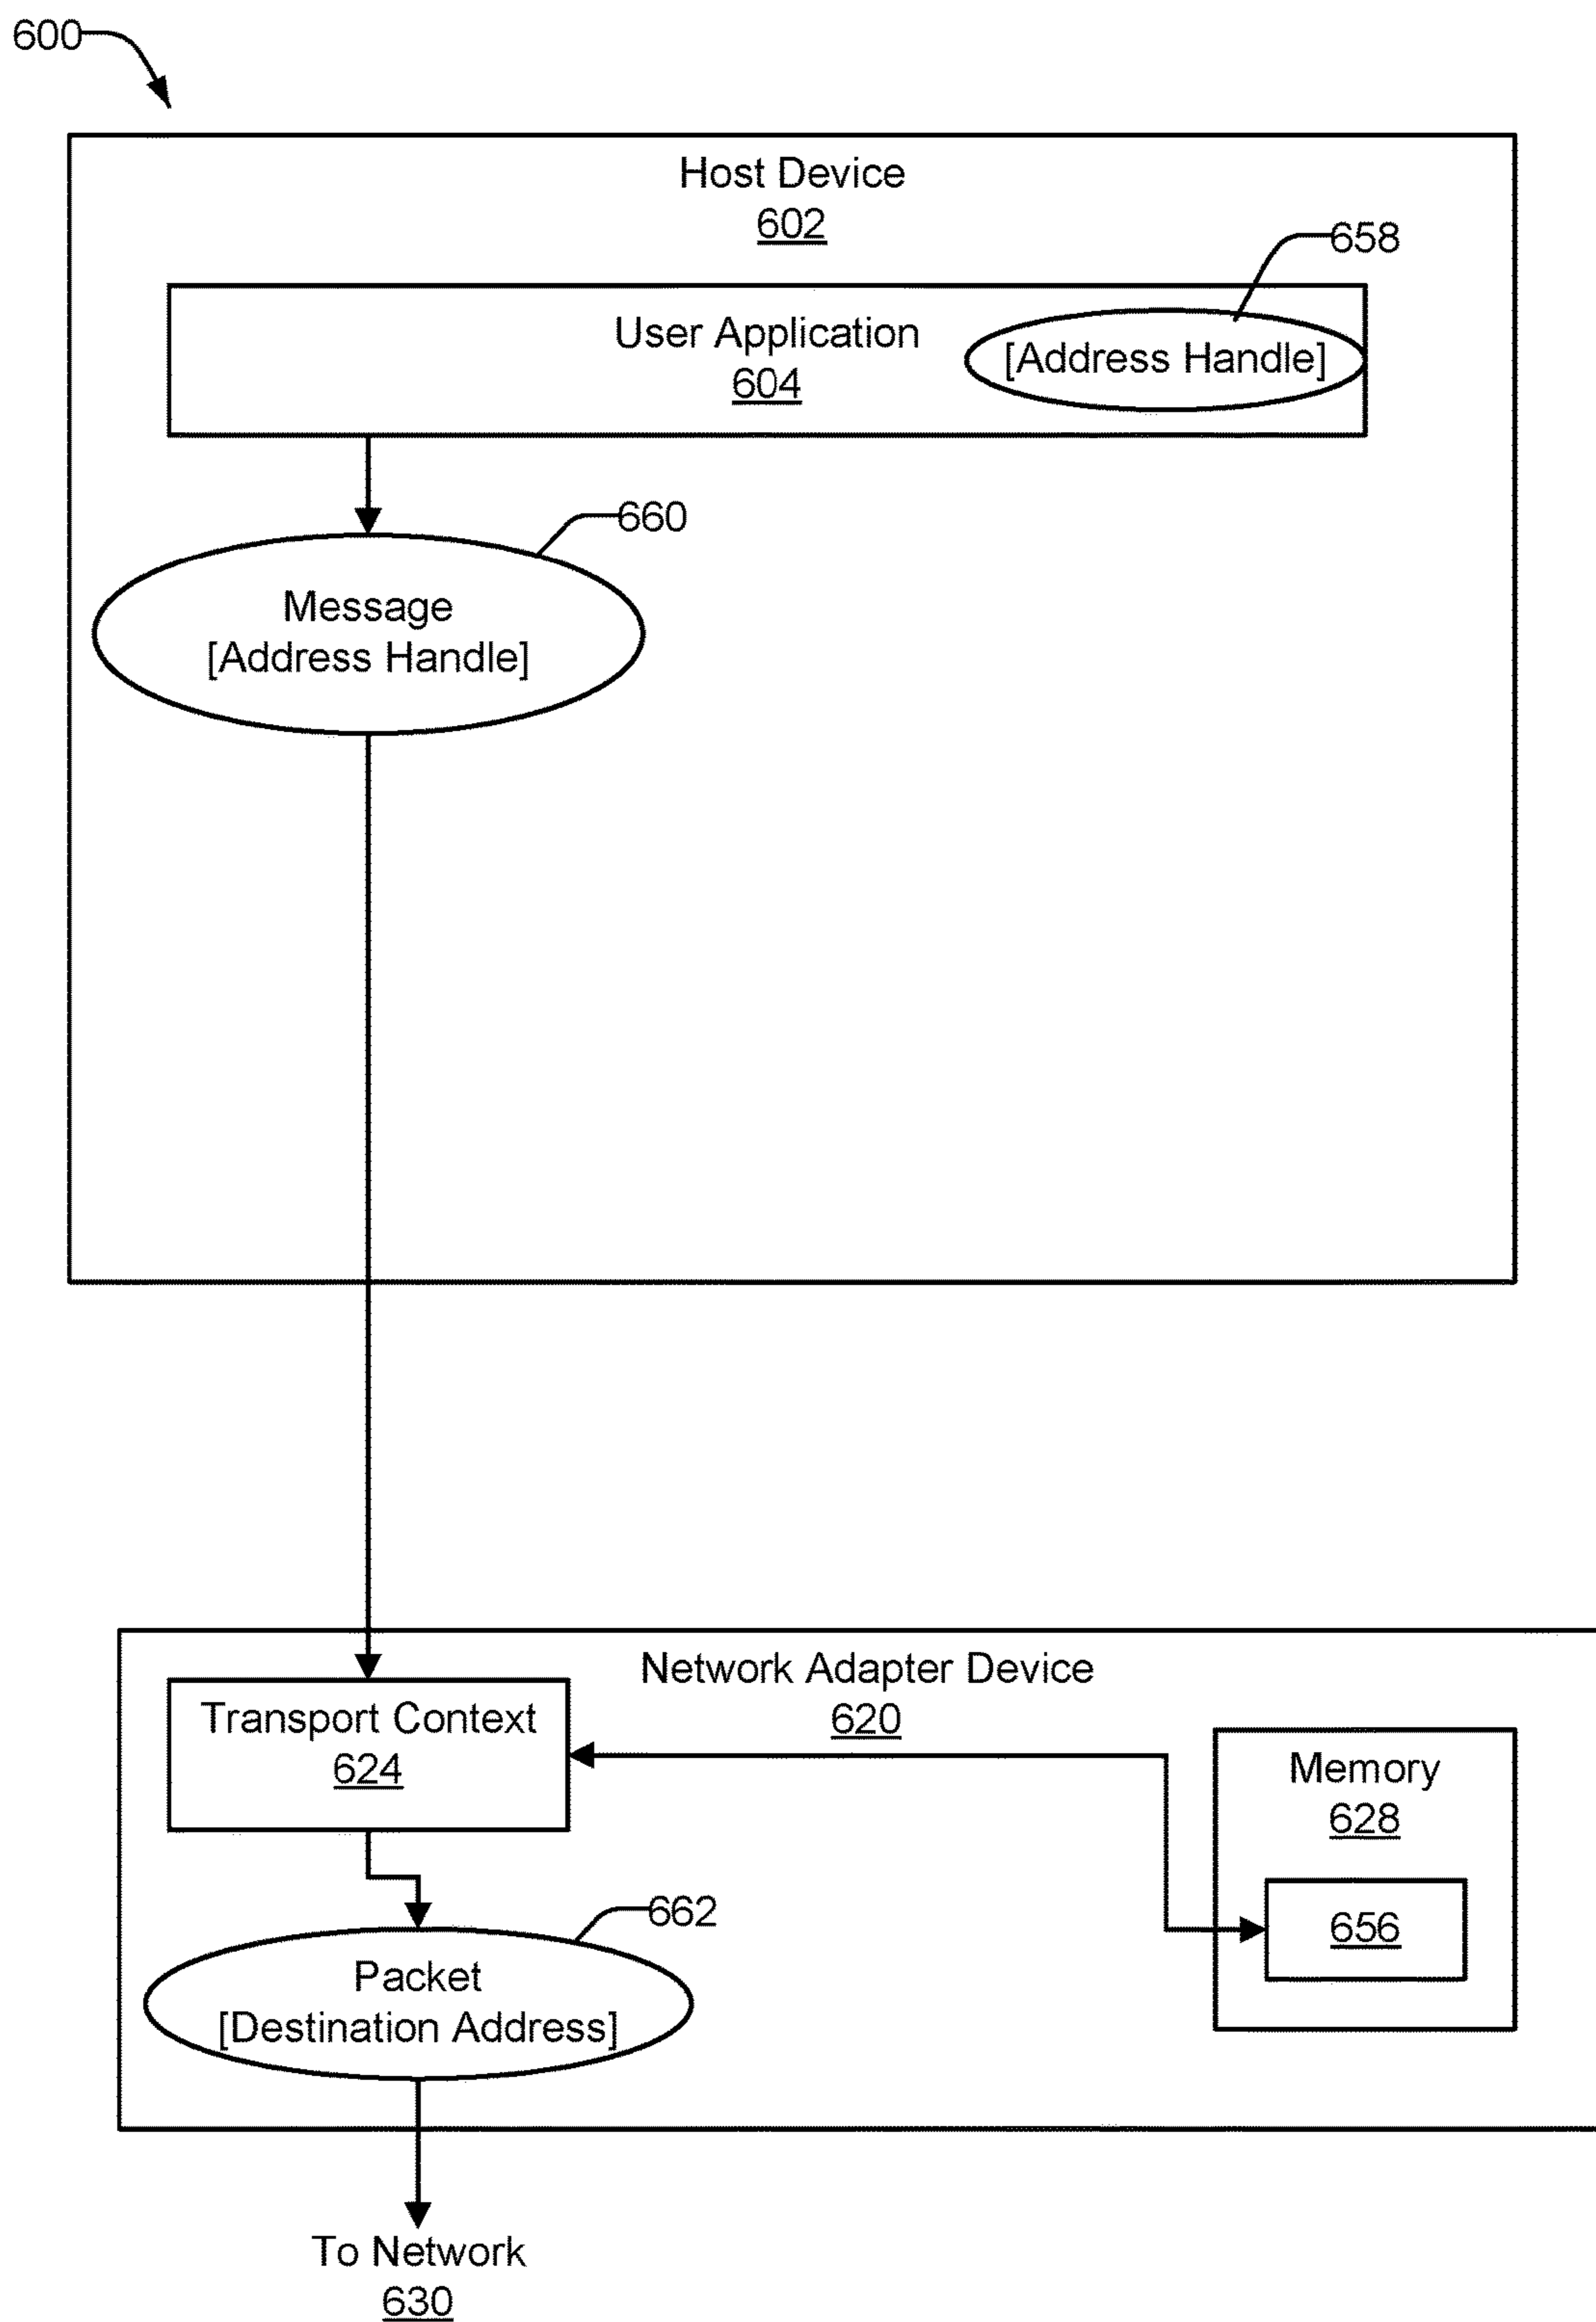 600
Host Device
602
658
User Application
604
[Address Handle]
660
Message
[Address Handle]
Network Adapter Device
620
Transport Context
624
Memory
628
656
662
Packet
[Destination Address]
To Network
630